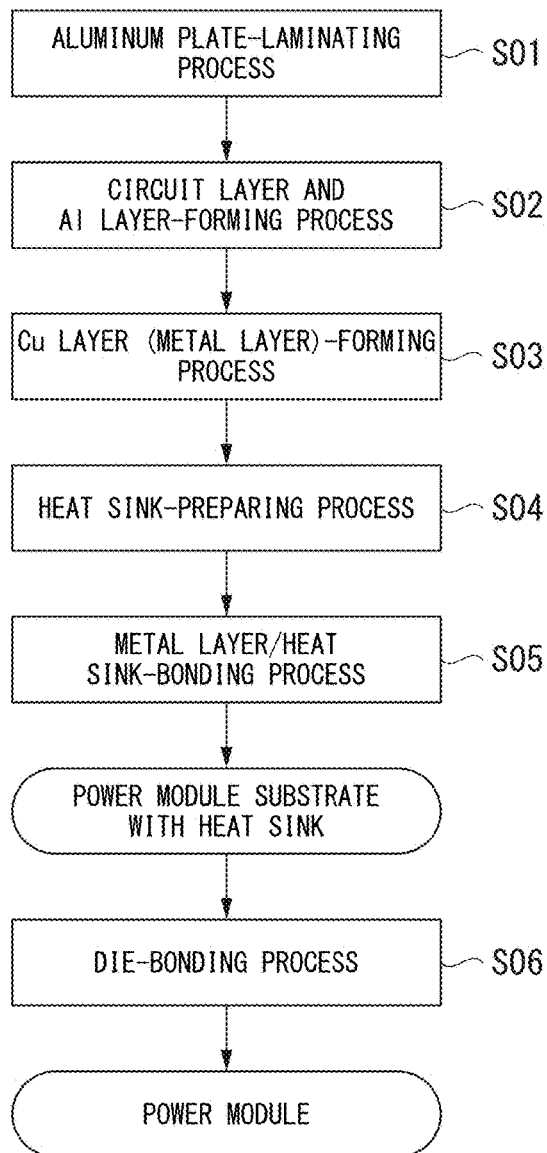 ALUMINUM PLATE-LAMINATING
PROCESS
S01
CIRCUIT LAYER AND
Al LAYER-FORMING PROCESS
S02
Cu LAYER (METAL LAYER)-FORMING
PROCESS
S03
HEAT SINK-PREPARING PROCESS
S04
METAL LAYER/HEAT
SINK-BONDING PROCESS
S05
POWER MODULE SUBSTRATE
WITH HEAT SINK
DIE-BONDING PROCESS
S06
POWER MODULE